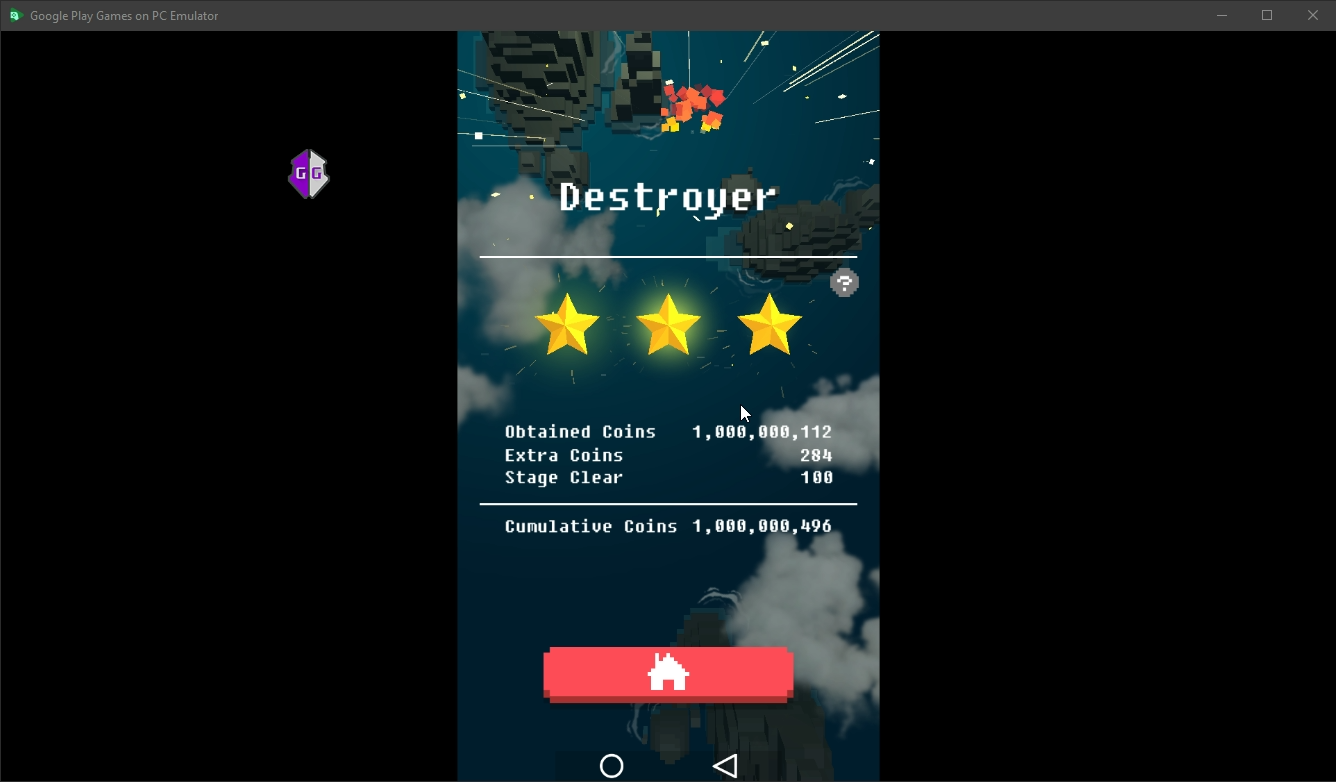 Google Play Games on PC Emulator
GG
Destroyer
?
Obtained Coins 1,000,000,112
Extra Coins 284
Stage Clear 100
Cumulative Coins 1,000,000,496